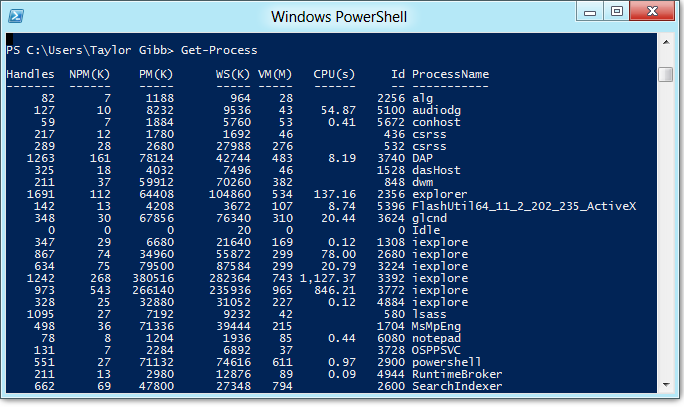 Windows PowerShell
PS C:\Users\Taylor Gibb> Get-Process
Handles  NPM(K)    PM(K)      WS(K) VM(M)   CPU(s)     Id ProcessName
-------  ------    -----      ----- -----   ------     -- -----------
     82       7     1188        964    28            2256 alg
    127      10     8232       9536    43    54.87   5100 audiodg
     59       7     1884       5760    53     0.41   5672 conhost
    217      12     1780       1692    46             436 csrss
    289      28     2680      27988   276             532 csrss
   1263     161    78124      42744   483     8.19   3740 DAP
    325      18     4032       7496    46            1528 dasHost
    211      37    59912      70260   382             848 dwm
   1691     112    64408     104860   534   137.16   2356 explorer
    142      13     4208       3672   107     8.74   5396 FlashUtil64_11_2_202_235_ActiveX
    348      30    67856      76340   310    20.44   3624 glcnd
      0       0        0         20     0               0 Idle
    347      29     6680      21640   169     0.12   1308 iexplore
    867      74    34960      55872   299    78.00   2680 iexplore
    634      75    79500      87584   299    20.79   3224 iexplore
   1242     268   380516     282364   743 1,127.37   3392 iexplore
    973     543   266140     235936   965   846.21   3772 iexplore
    328      25    32880      31052   227     0.12   4884 iexplore
   1095      27     7192       9232    42             580 lsass
    498      36    71336      39444   215            1704 MsMpEng
     78       8     1204       1936    85     0.44   6080 notepad
    131       7     2284       6892    37            3728 OSPPSVC
    551      27    71132      74616   611     0.97   2900 powershell
    211      13     2980      12876    89     0.09   4944 RuntimeBroker
    662      69    47800      27348   794            2600 SearchIndexer